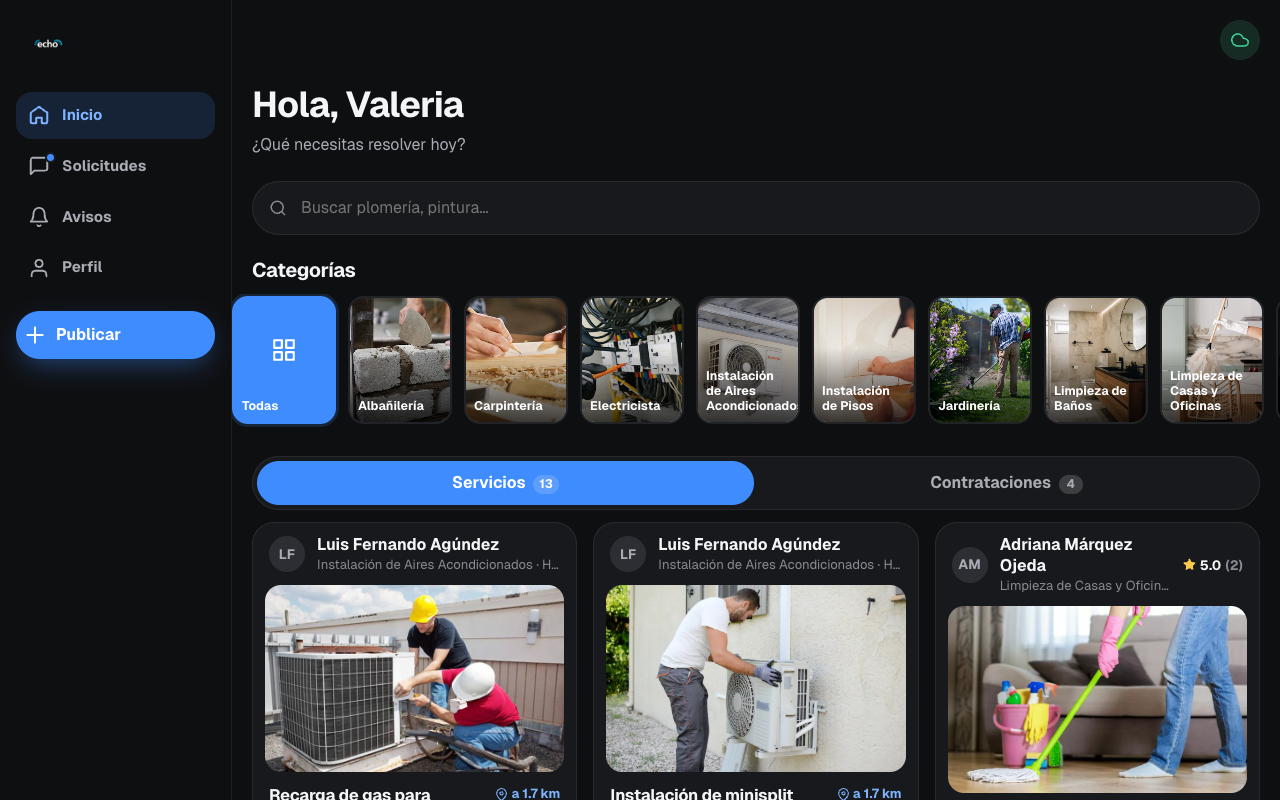 echo
Inicio
Solicitudes
Avisos
Perfil
Publicar
Hola, Valeria
¿Qué necesitas resolver hoy?
Buscar plomería, pintura...
Categorías
Todas
Albañilería
Carpintería
Electricista
Instalación
de Aires
Acondicionado
Instalación
de Pisos
Jardinería
Limpieza de
Baños
Limpieza de
Casas y
Oficinas
Servicios 13
Contrataciones 4
LF
Luis Fernando Agúndez
Instalación de Aires Acondicionados · H...
Recarga de gas para
a 1.7 km
LF
Luis Fernando Agúndez
Instalación de Aires Acondicionados · H...
Instalación de minisplit
a 1.7 km
AM
Adriana Márquez
Ojeda
5.0 (2)
Limpieza de Casas y Oficin...